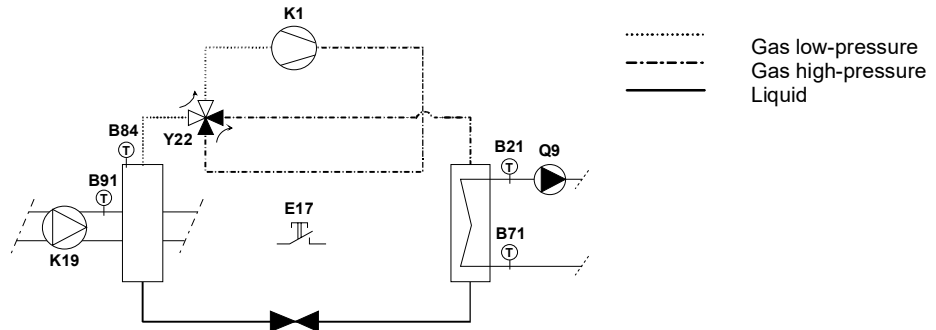 K1
Gas low-pressure
Gas high-pressure
Liquid
B84
T
Y22
B91
T
K19
E17
B21
T
Q9
B71
T